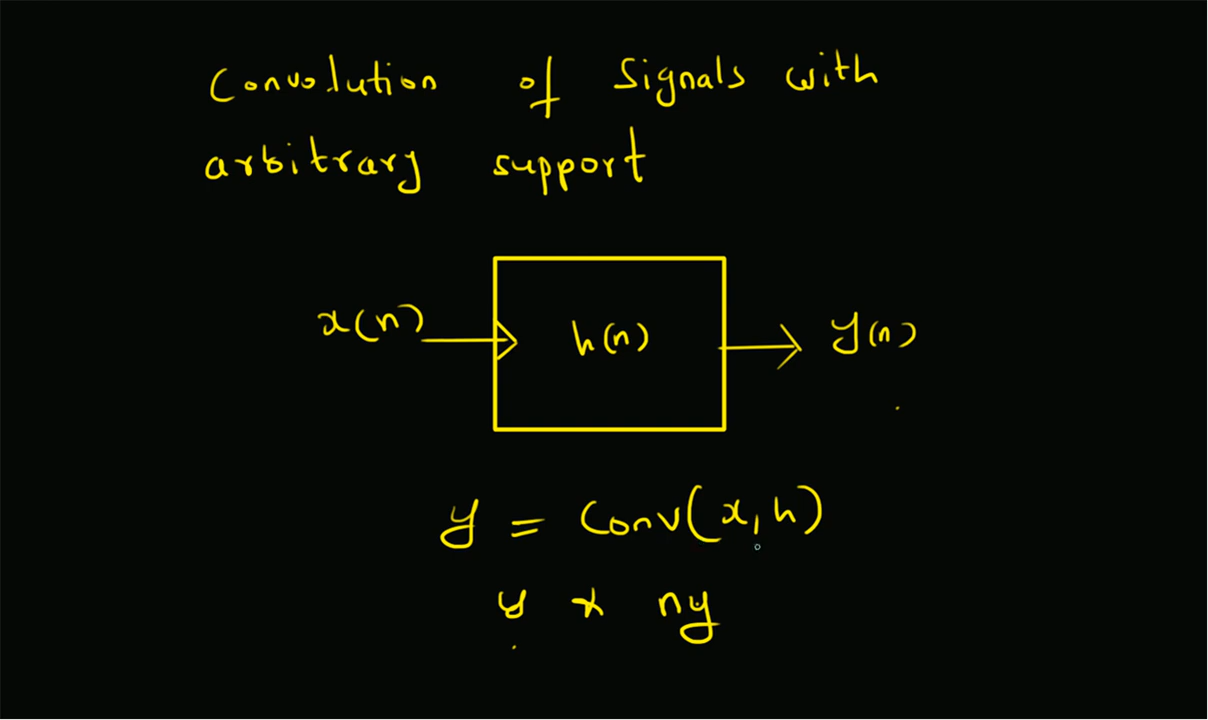 Convolution of Signals with
arbitrary support
x(n) h(n) y(n)
y = Conv(x,h)
y * ny